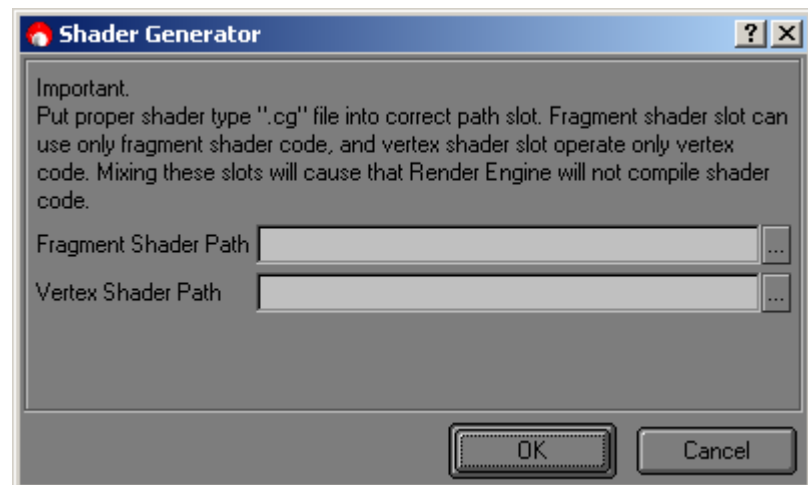 Shader Generator
Important.
Put proper shader type ".cg" file into correct path slot. Fragment shader slot can
use only fragment shader code, and vertex shader slot operate only vertex
code. Mixing these slots will cause that Render Engine will not compile shader
code.
Fragment Shader Path ...
Vertex Shader Path ...
OK Cancel